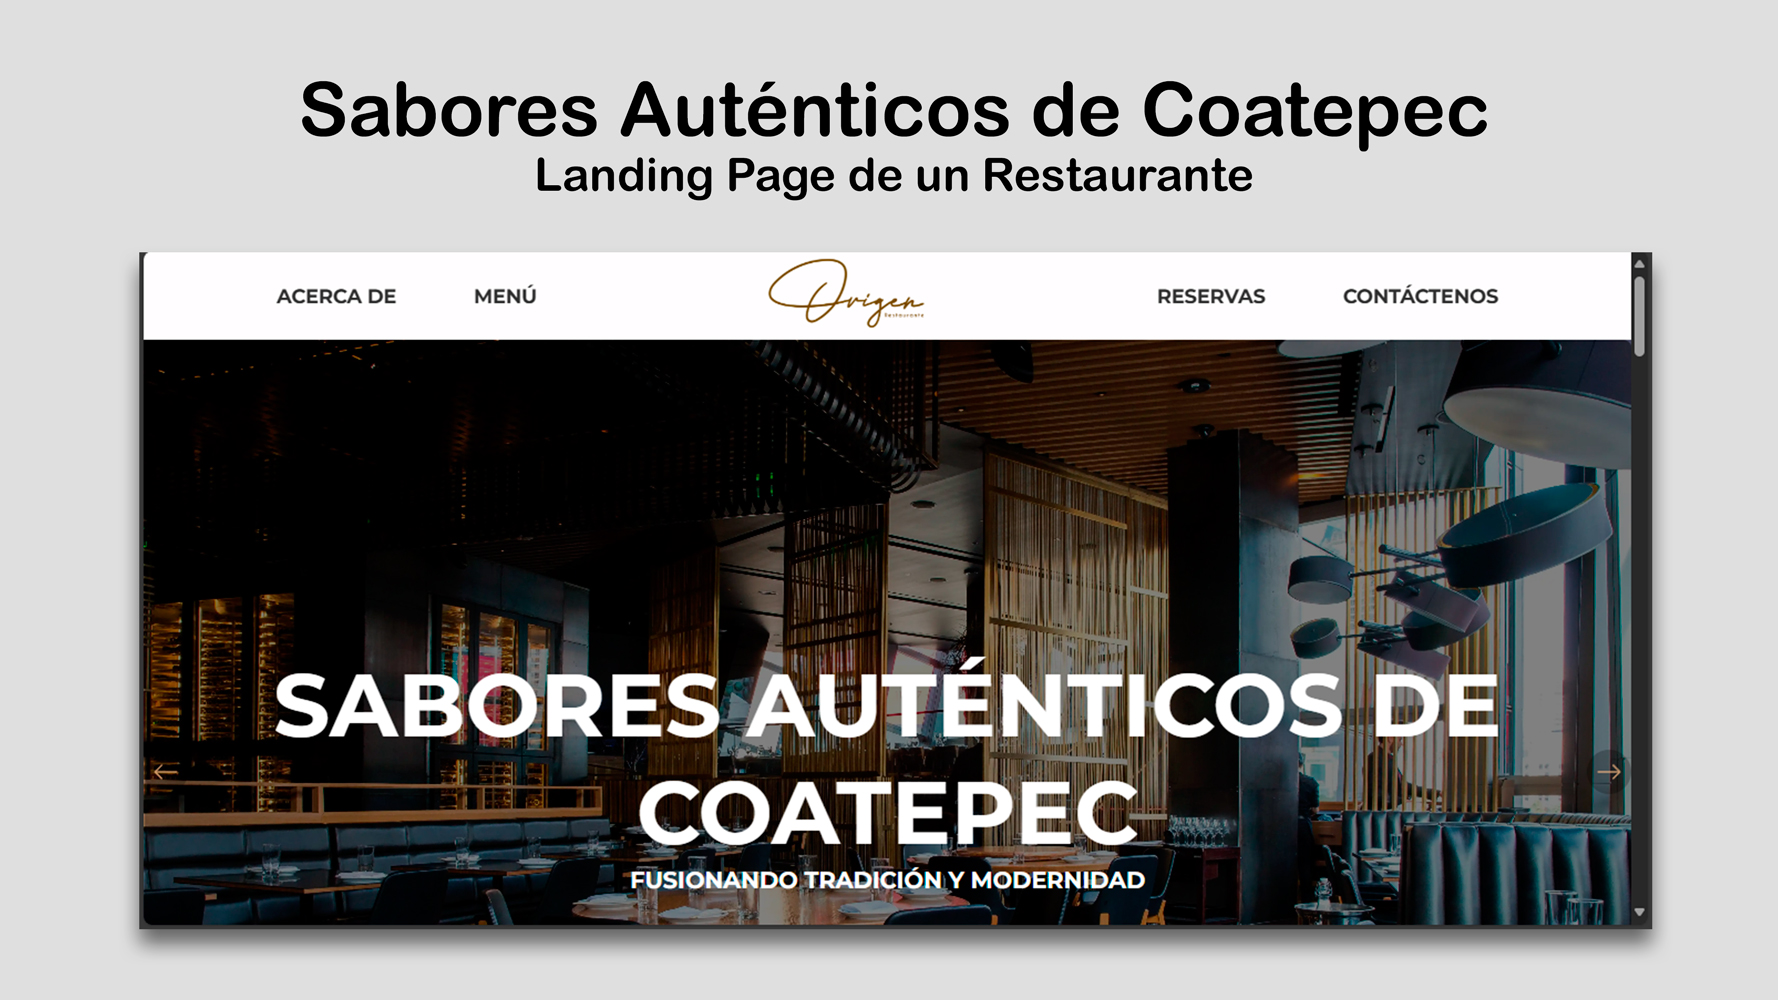 Sabores Auténticos de Coatepec
Landing Page de un Restaurante
ACERCA DE
MENÚ
Origen
Restaurante
RESERVAS
CONTÁCTENOS
SABORES AUTÉNTICOS DE
COATEPEC
FUSIONANDO TRADICIÓN Y MODERNIDAD